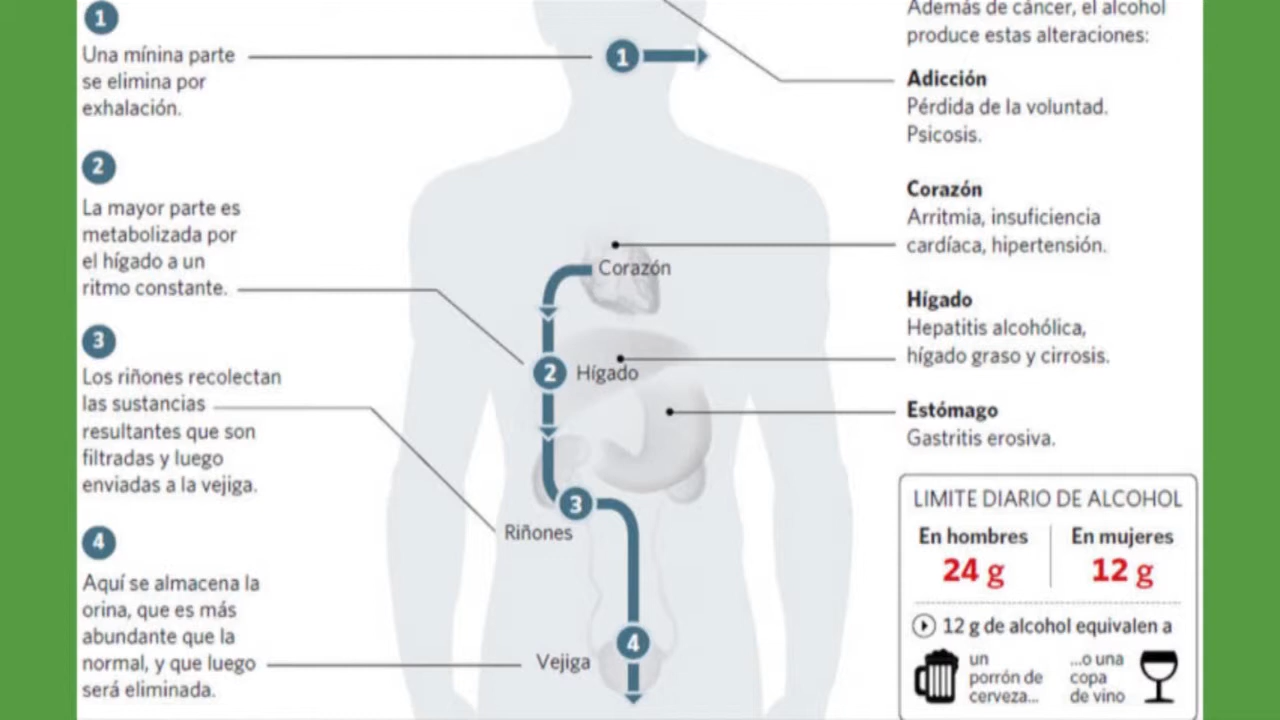 1
Una mínina parte
se elimina por
exhalación.
2
La mayor parte es
metabolizada por
el hígado a un
ritmo constante.
3
Los riñones recolectan
las sustancias
resultantes que son
filtradas y luego
enviadas a la vejiga.
4
Aquí se almacena la
orina, que es más
abundante que la
normal, y que luego
será eliminada.
1
Corazón
2 Hígado
3
Riñones
4
Vejiga
Además de cáncer, el alcohol
produce estas alteraciones:
Adicción
Pérdida de la voluntad.
Psicosis.
Corazón
Arritmia, insuficiencia
cardíaca, hipertensión.
Hígado
Hepatitis alcohólica,
hígado graso y cirrosis.
Estómago
Gastritis erosiva.
LIMITE DIARIO DE ALCOHOL
En hombres
24 g
En mujeres
12 g
12 g de alcohol equivalen a
un
porrón de
cerveza...
...o una
copa
de vino